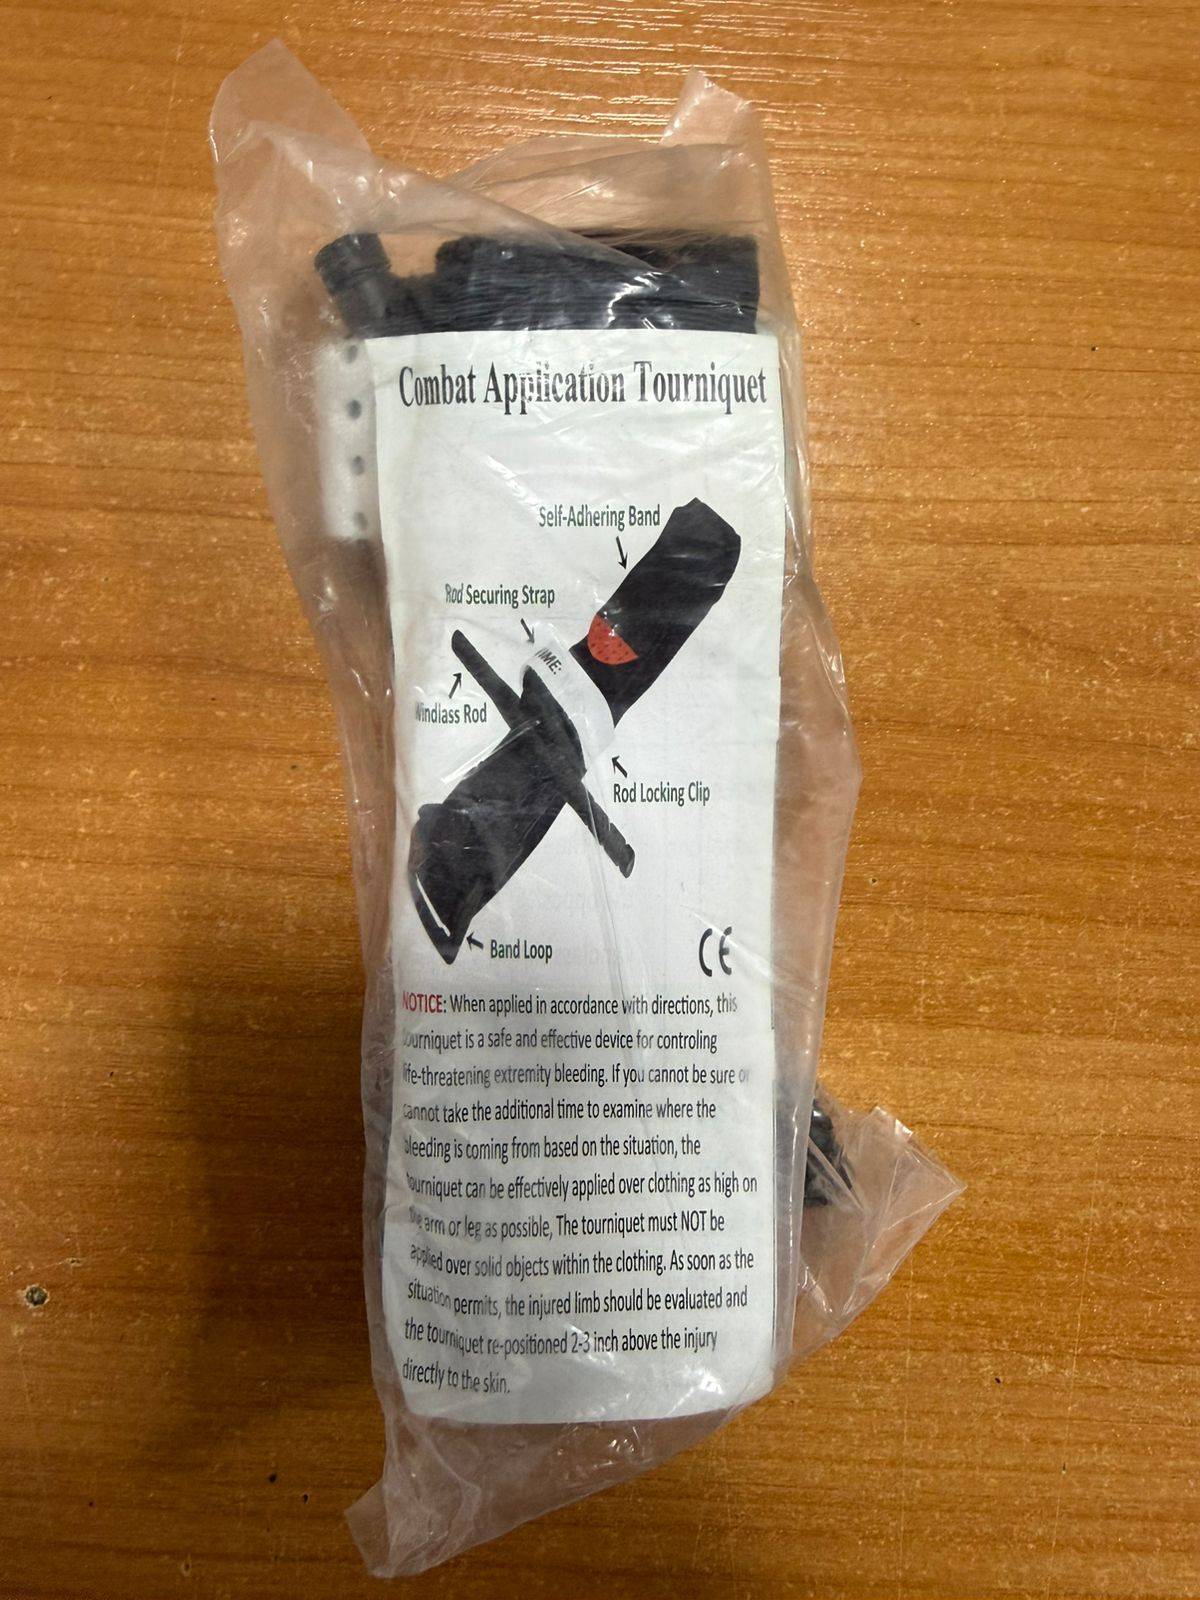 Combat Application Tourniquet
Self-Adhering Band
Rod Securing Strap
IME:
Windlass Rod
Rod Locking Clip
Band Loop
CE
NOTICE: When applied in accordance with directions, this
tourniquet is a safe and effective device for controling
life-threatening extremity bleeding. If you cannot be sure or
cannot take the additional time to examine where the
bleeding is coming from based on the situation, the
tourniquet can be effectively applied over clothing as high on
the arm or leg as possible, The tourniquet must NOT be
applied over solid objects within the clothing. As soon as the
situation permits, the injured limb should be evaluated and
the tourniquet re-positioned 2-3 inch above the injury
directly to the skin.